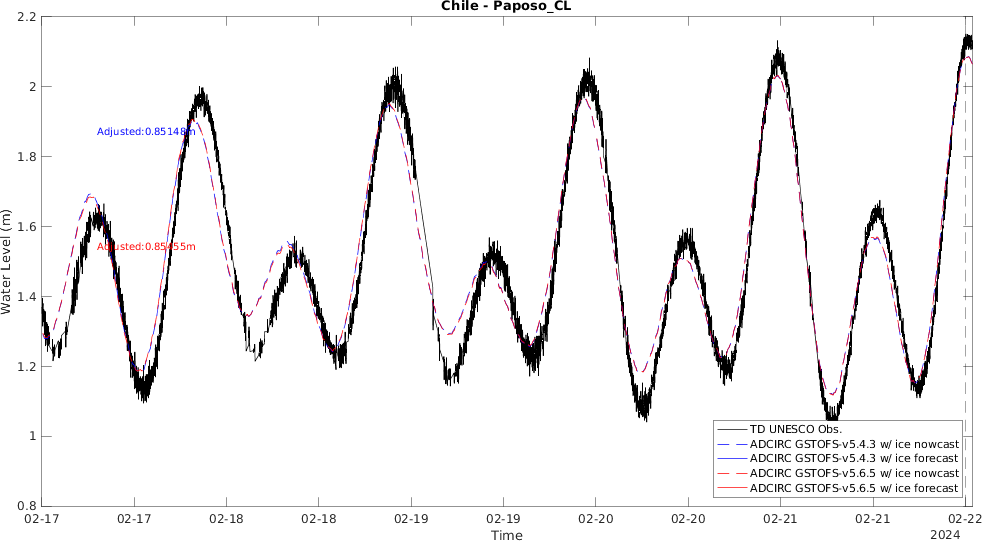 Chile - Paposo_CL
2.2
2
1.8
1.6
1.4
1.2
1
0.8
Water Level (m)
Adjusted:0.85148m
TD UNESCO Obs.
ADCIRC GSTOFS-v5.4.3 w/ ice nowcast
ADCIRC GSTOFS-v5.4.3 w/ ice forecast
ADCIRC GSTOFS-v5.6.5 w/ ice nowcast
ADCIRC GSTOFS-v5.6.5 w/ ice forecast
02-17 02-17 02-18 02-18 02-19 02-19 02-20 02-20 02-21 02-21 02-22
Time
2024